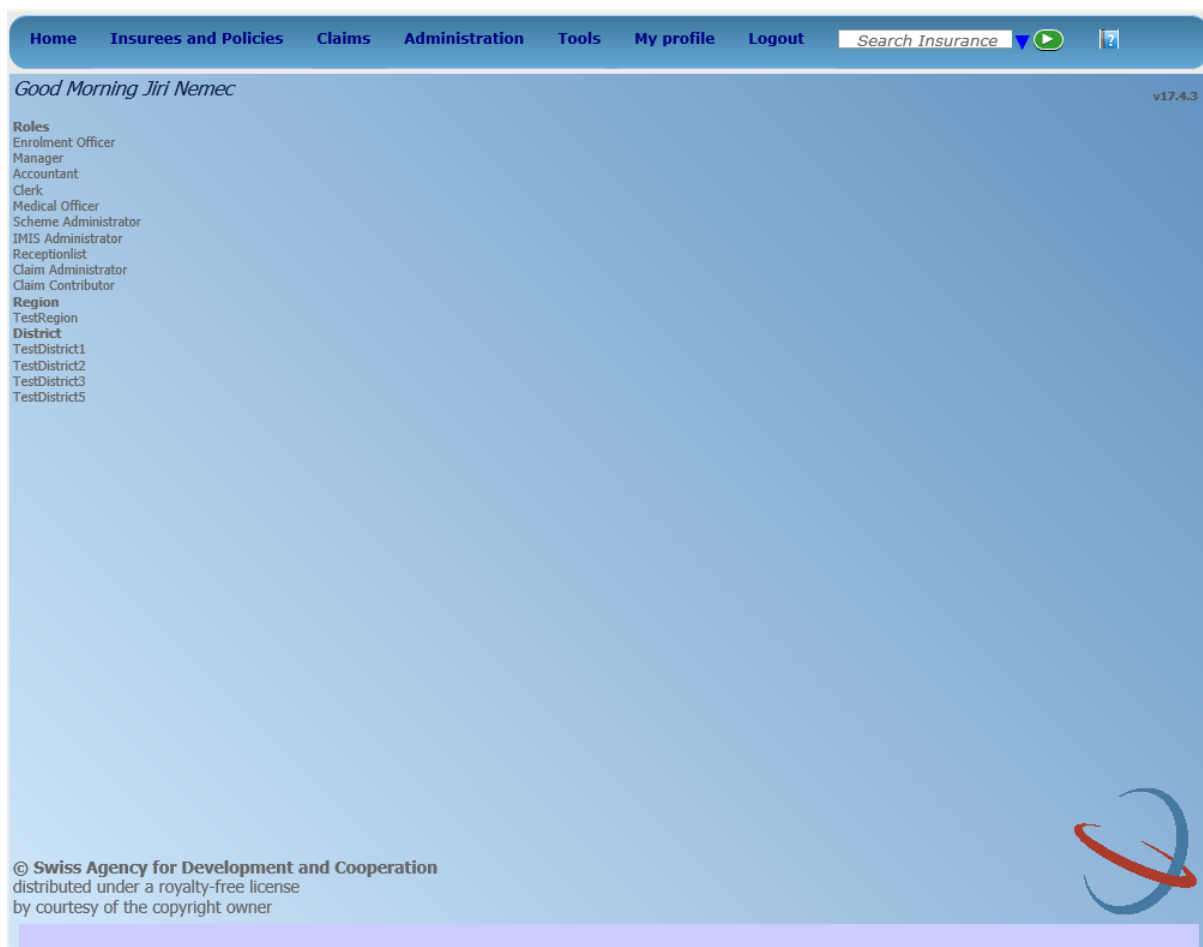 Home Insurees and Policies Claims Administration Tools My profile Logout Search Insurance
Good Morning Jiri Nemec
v17.4.3
Roles
Enrolment Officer
Manager
Accountant
Clerk
Medical Officer
Scheme Administrator
IMIS Administrator
Receptionlist
Claim Administrator
Claim Contributor
Region
TestRegion
District
TestDistrict1
TestDistrict2
TestDistrict3
TestDistrict5
© Swiss Agency for Development and Cooperation
distributed under a royalty-free license
by courtesy of the copyright owner